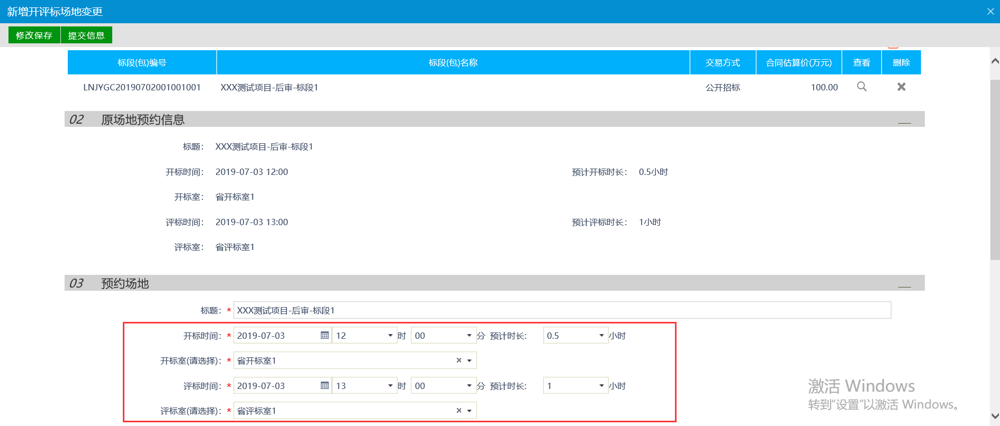 新增开评标场地变更
修改保存 提交信息
标段(包)编号 标段(包)名称 交易方式 合同估算价(万元) 查看 删除
LNJYGC20190702001001001 XXX测试项目-后审-标段1 公开招标 100.00
02 原场地预约信息
标题： XXX测试项目-后审-标段1
开标时间： 2019-07-03 12:00 预计开标时长： 0.5小时
开标室： 省开标室1
评标时间： 2019-07-03 13:00 预计评标时长： 1小时
评标室： 省评标室1
03 预约场地
标题：* XXX测试项目-后审-标段1
开标时间：* 2019-07-03 12 时 00 分 预计时长： 0.5 小时
开标室(请选择)：* 省开标室1
评标时间：* 2019-07-03 13 时 00 分 预计时长： 1 小时
评标室(请选择)：* 省评标室1
激活 Windows
转到“设置”以激活 Windows。